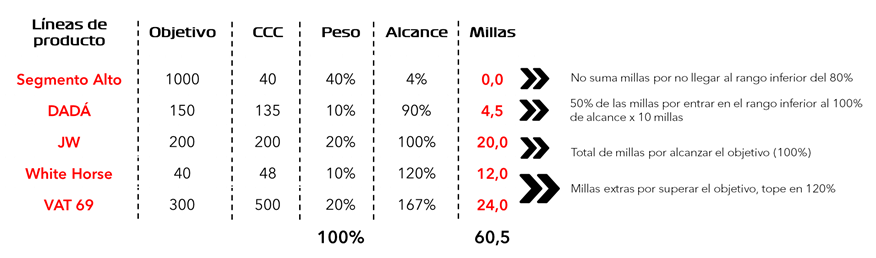 Líneas de
producto Objetivo CCC Peso Alcance Millas
Segmento Alto 1000 40 40% 4% 0,0 No suma millas por no llegar al rango inferior del 80%
DADÁ 150 135 10% 90% 4,5 50% de las millas por entrar en el rango inferior al 100%
de alcance x 10 millas
JW 200 200 20% 100% 20,0 Total de millas por alcanzar el objetivo (100%)
White Horse 40 48 10% 120% 12,0
Millas extras por superar el objetivo, tope en 120%
VAT 69 300 500 20% 167% 24,0
100% 60,5